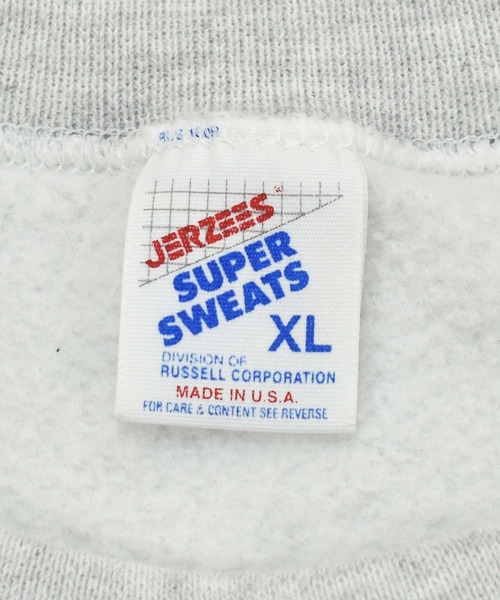 JERZEES
SUPER
SWEATS
XL
DIVISION OF
RUSSELL CORPORATION
MADE IN U.S.A.
FOR CARE & CONTENT SEE REVERSE